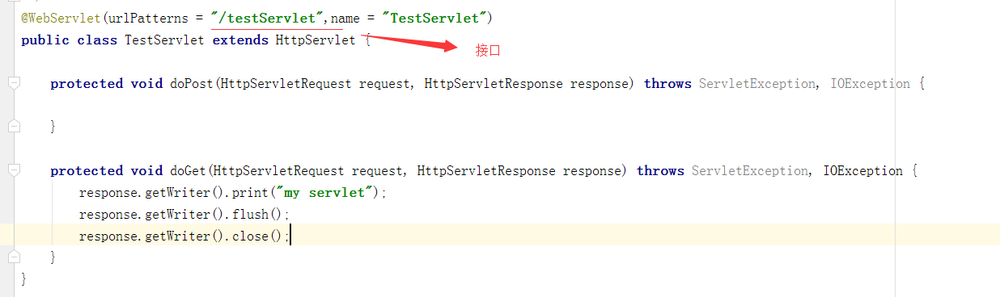 @WebServlet(urlPatterns = "/testServlet",name = "TestServlet")
public class TestServlet extends HttpServlet {
接口
protected void doPost(HttpServletRequest request, HttpServletResponse response) throws ServletException, IOException {
}
protected void doGet(HttpServletRequest request, HttpServletResponse response) throws ServletException, IOException {
response.getWriter().print("my servlet");
response.getWriter().flush();
response.getWriter().close();
}
}